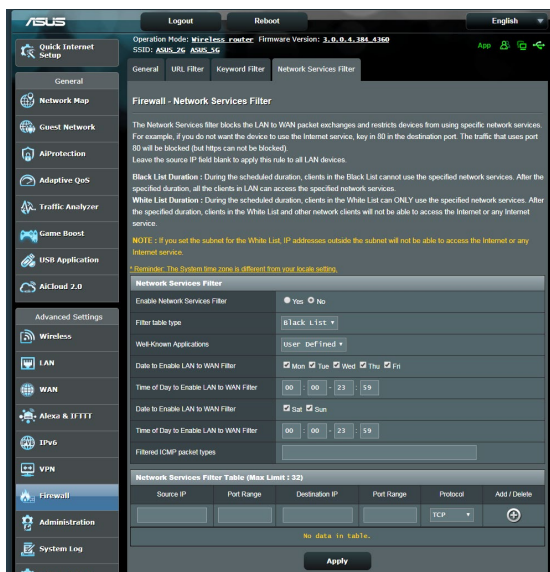 ASUS
Logout
Reboot
English
Operation Mode: Wireless router Firmware Version: 3.0.0.4.384_4360
SSID: ASUS_2G ASUS_5G
App
Quick Internet
Setup
General
Network Map
Guest Network
AiProtection
Adaptive QoS
Traffic Analyzer
Game Boost
USB Application
AiCloud 2.0
Advanced Settings
Wireless
LAN
WAN
Alexa & IFTTT
IPv6
VPN
Firewall
Administration
System Log
General
URL Filter
Keyword Filter
Network Services Filter
Firewall - Network Services Filter
The Network Services filter blocks the LAN to WAN packet exchanges and restricts devices from using specific network services.
For example, if you do not want the device to use the Internet service, key in 80 in the destination port. The traffic that uses port
80 will be blocked (but https can not be blocked).
Leave the source IP field blank to apply this rule to all LAN devices.
Black List Duration : During the scheduled duration, clients in the Black List cannot use the specified network services. After the
specified duration, all the clients in LAN can access the specified network services.
White List Duration : During the scheduled duration, clients in the White List can ONLY use the specified network services. After
the specified duration, clients in the White List and other network clients will not be able to access the Internet or any Internet
service.
NOTE : If you set the subnet for the White List, IP addresses outside the subnet will not be able to access the Internet or any
Internet service.
* Reminder: The System time zone is different from your locale setting.
Network Services Filter
Enable Network Services Filter
Yes No
Filter table type
Black List
Well-Known Applications
User Defined
Date to Enable LAN to WAN Filter
Mon Tue Wed Thu Fri
Time of Day to Enable LAN to WAN Filter
00 : 00 - 23 : 59
Date to Enable LAN to WAN Filter
Sat Sun
Time of Day to Enable LAN to WAN Filter
00 : 00 - 23 : 59
Filtered ICMP packet types
Network Services Filter Table (Max Limit : 32)
Source IP
Port Range
Destination IP
Port Range
Protocol
Add / Delete
TCP
No data in table.
Apply